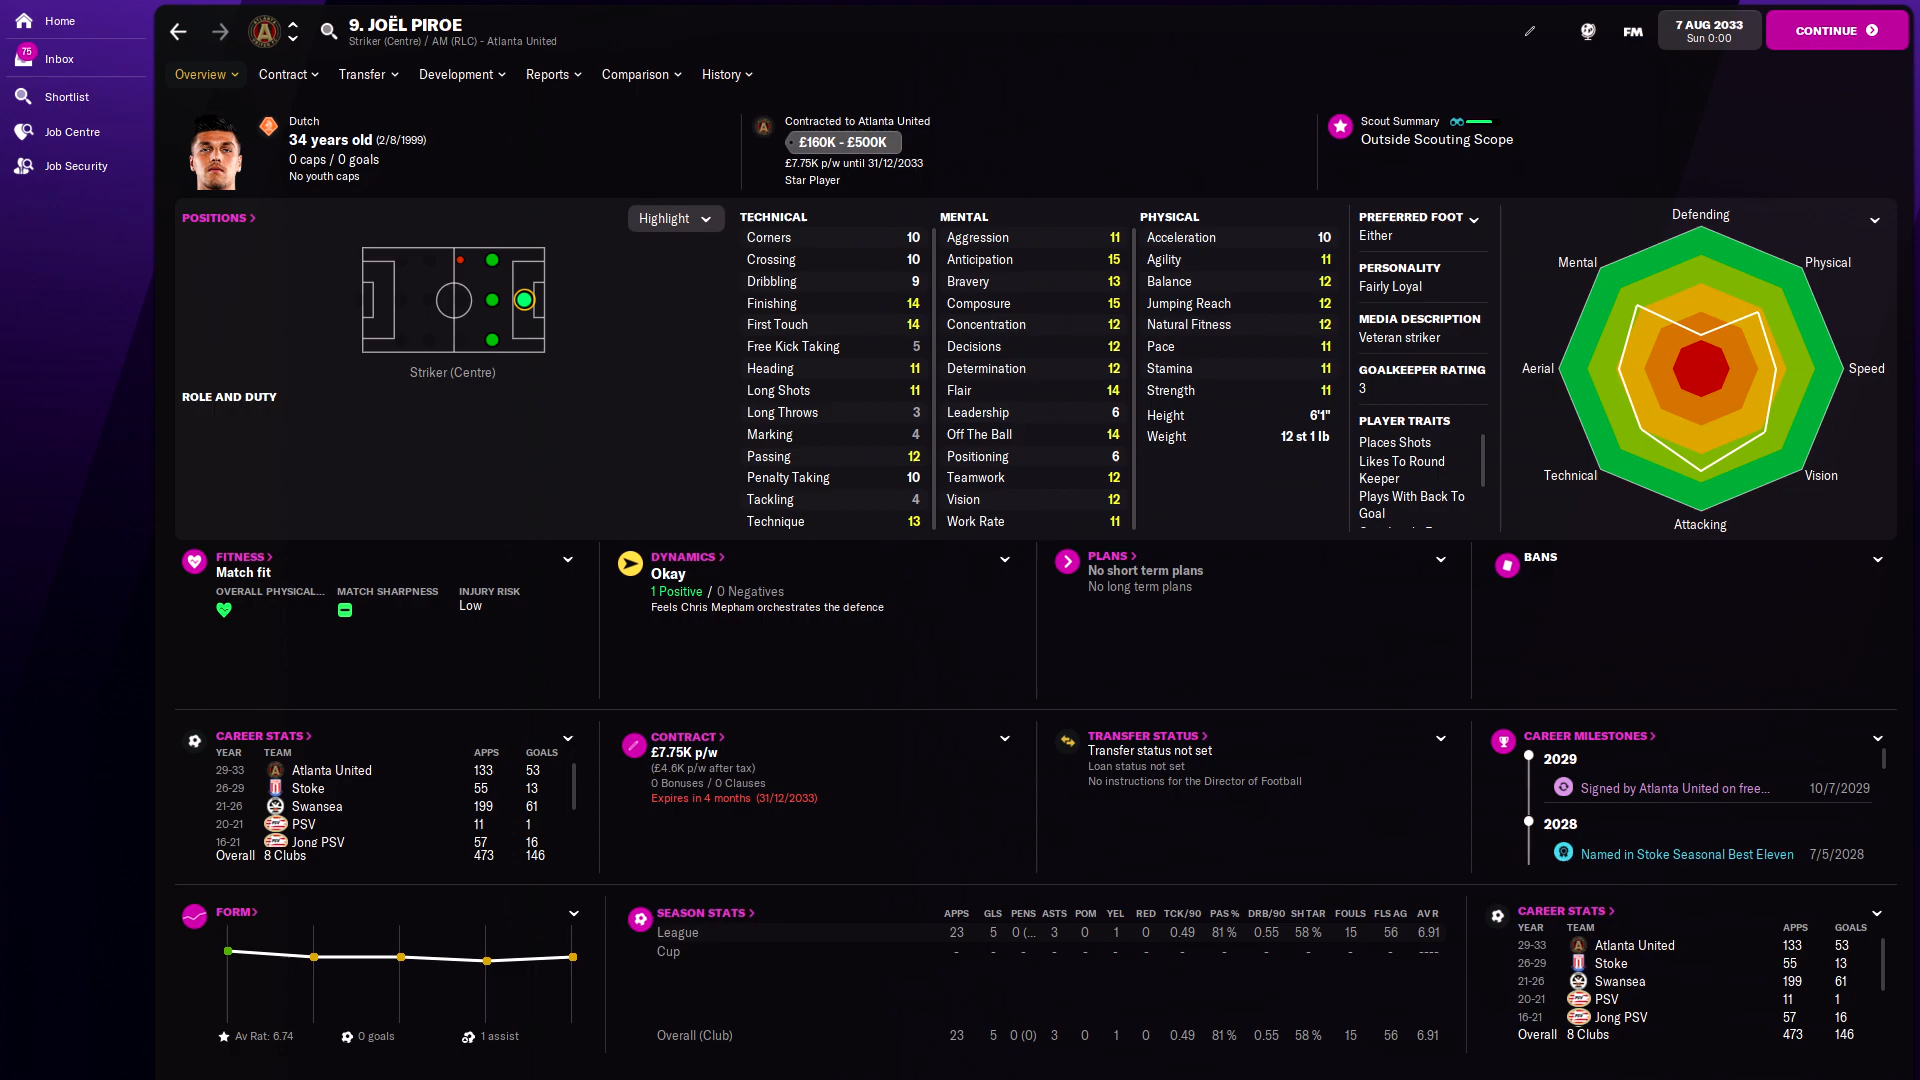 Home
75
Inbox
Shortlist
Job Centre
Job Security
9. JOËL PIROE
Striker (Centre) / AM (RLC) - Atlanta United
FM
7 AUG 2033
Sun 0:00
CONTINUE
Overview
Contract
Transfer
Development
Reports
Comparison
History
Dutch
34 years old (2/8/1999)
0 caps / 0 goals
No youth caps
Contracted to Atlanta United
£160K - £500K
£7.75K p/w until 31/12/2033
Star Player
Scout Summary
Outside Scouting Scope
POSITIONS >
Highlight
Striker (Centre)
ROLE AND DUTY
TECHNICAL
Corners 10
Crossing 10
Dribbling 9
Finishing 14
First Touch 14
Free Kick Taking 5
Heading 11
Long Shots 11
Long Throws 3
Marking 4
Passing 12
Penalty Taking 10
Tackling 4
Technique 13
MENTAL
Aggression 11
Anticipation 15
Bravery 13
Composure 15
Concentration 12
Decisions 12
Determination 12
Flair 14
Leadership 6
Off The Ball 14
Positioning 6
Teamwork 12
Vision 12
Work Rate 11
PHYSICAL
Acceleration 10
Agility 11
Balance 12
Jumping Reach 12
Natural Fitness 12
Pace 11
Stamina 11
Strength 11
Height 6'1"
Weight 12 st 1 lb
PREFERRED FOOT
Either
PERSONALITY
Fairly Loyal
MEDIA DESCRIPTION
Veteran striker
GOALKEEPER RATING
3
PLAYER TRAITS
Places Shots
Likes To Round
Keeper
Plays With Back To
Goal
Defending
Mental
Physical
Aerial
Speed
Technical
Vision
Attacking
FITNESS >
Match fit
OVERALL PHYSICAL... MATCH SHARPNESS INJURY RISK
Low
DYNAMICS >
Okay
1 Positive / 0 Negatives
Feels Chris Mepham orchestrates the defence
PLANS >
No short term plans
No long term plans
BANS
CAREER STATS >
YEAR TEAM APPS GOALS
29-33 Atlanta United 133 53
26-29 Stoke 55 13
21-26 Swansea 199 61
20-21 PSV 11 1
16-21 Jong PSV 57 16
Overall 8 Clubs 473 146
CONTRACT >
£7.75K p/w
(£4.6K p/w after tax)
0 Bonuses / 0 Clauses
Expires in 4 months (31/12/2033)
TRANSFER STATUS >
Transfer status not set
Loan status not set
No instructions for the Director of Football
CAREER MILESTONES >
2029
Signed by Atlanta United on free... 10/7/2029
2028
Named in Stoke Seasonal Best Eleven 7/5/2028
FORM >
Av Rat: 6.74
0 goals
1 assist
SEASON STATS >
APPS GLS PENS ASTS POM YEL RED TCK/90 PAS % DRB/90 SH TAR FOULS FLS AG AV R
League 23 5 0 (... 3 0 1 0 0.49 81 % 0.55 58 % 15 56 6.91
Cup - - - - - - - - - - - - - ----
Overall (Club) 23 5 0 (0) 3 0 1 0 0.49 81 % 0.55 58 % 15 56 6.91
CAREER STATS >
YEAR TEAM APPS GOALS
29-33 Atlanta United 133 53
26-29 Stoke 55 13
21-26 Swansea 199 61
20-21 PSV 11 1
16-21 Jong PSV 57 16
Overall 8 Clubs 473 146